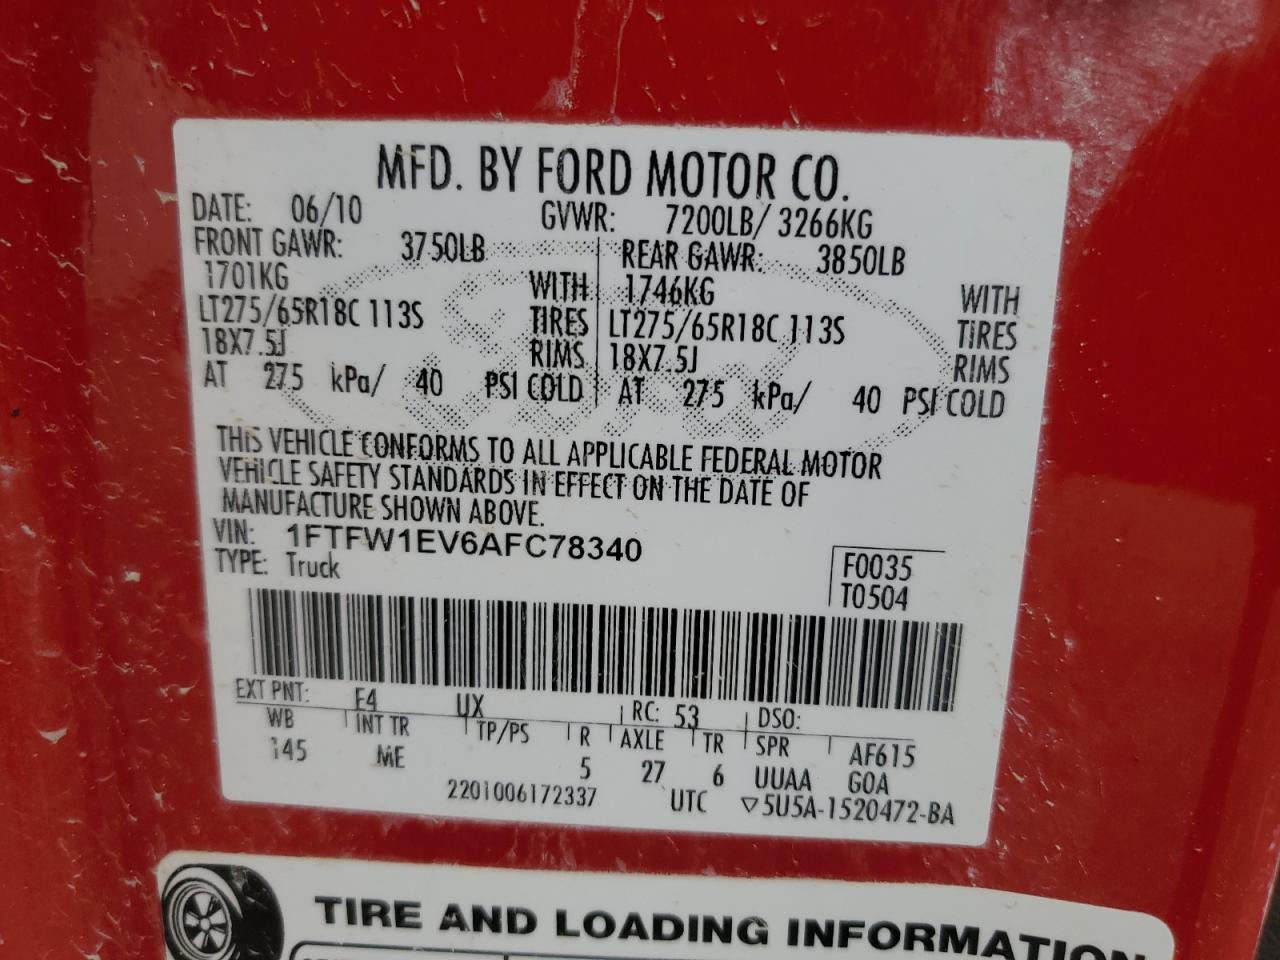 MFD. BY FORD MOTOR CO.
DATE: 06/10 GVWR: 7200LB/ 3266KG
FRONT GAWR: 3750LB REAR GAWR: 3850LB
1701KG WITH 1746KG WITH
LT275/65R18C 113S TIRES LT275/65R18C 113S TIRES
18X7.5J RIMS 18X7.5J RIMS
AT 275 kPa/ 40 PSI COLD AT 275 kPa/ 40 PSI COLD
THIS VEHICLE CONFORMS TO ALL APPLICABLE FEDERAL MOTOR
VEHICLE SAFETY STANDARDS IN EFFECT ON THE DATE OF
MANUFACTURE SHOWN ABOVE.
VIN: 1FTFW1EV6AFC78340
TYPE: Truck
F0035
T0504
EXT PNT: E4 UX RC: 53 DSO:
WB INT TR TP/PS R AXLE TR SPR AF615
145 ME 5 27 6 UUAA GOA
2201006172337 UTC ▽5U5A-1520472-BA
TIRE AND LOADING INFORMATION